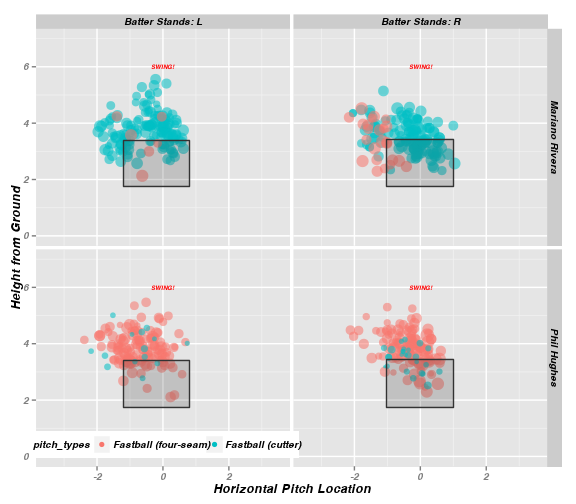 Batter Stands: L
Batter Stands: R
SWING!
SWING!
6
4
2
0
Mariano Rivera
SWING!
SWING!
6
4
2
0
Phil Hughes
Height from Ground
pitch_types Fastball (four-seam) Fastball (cutter)
-2 0 2 -2 0 2
Horizontal Pitch Location